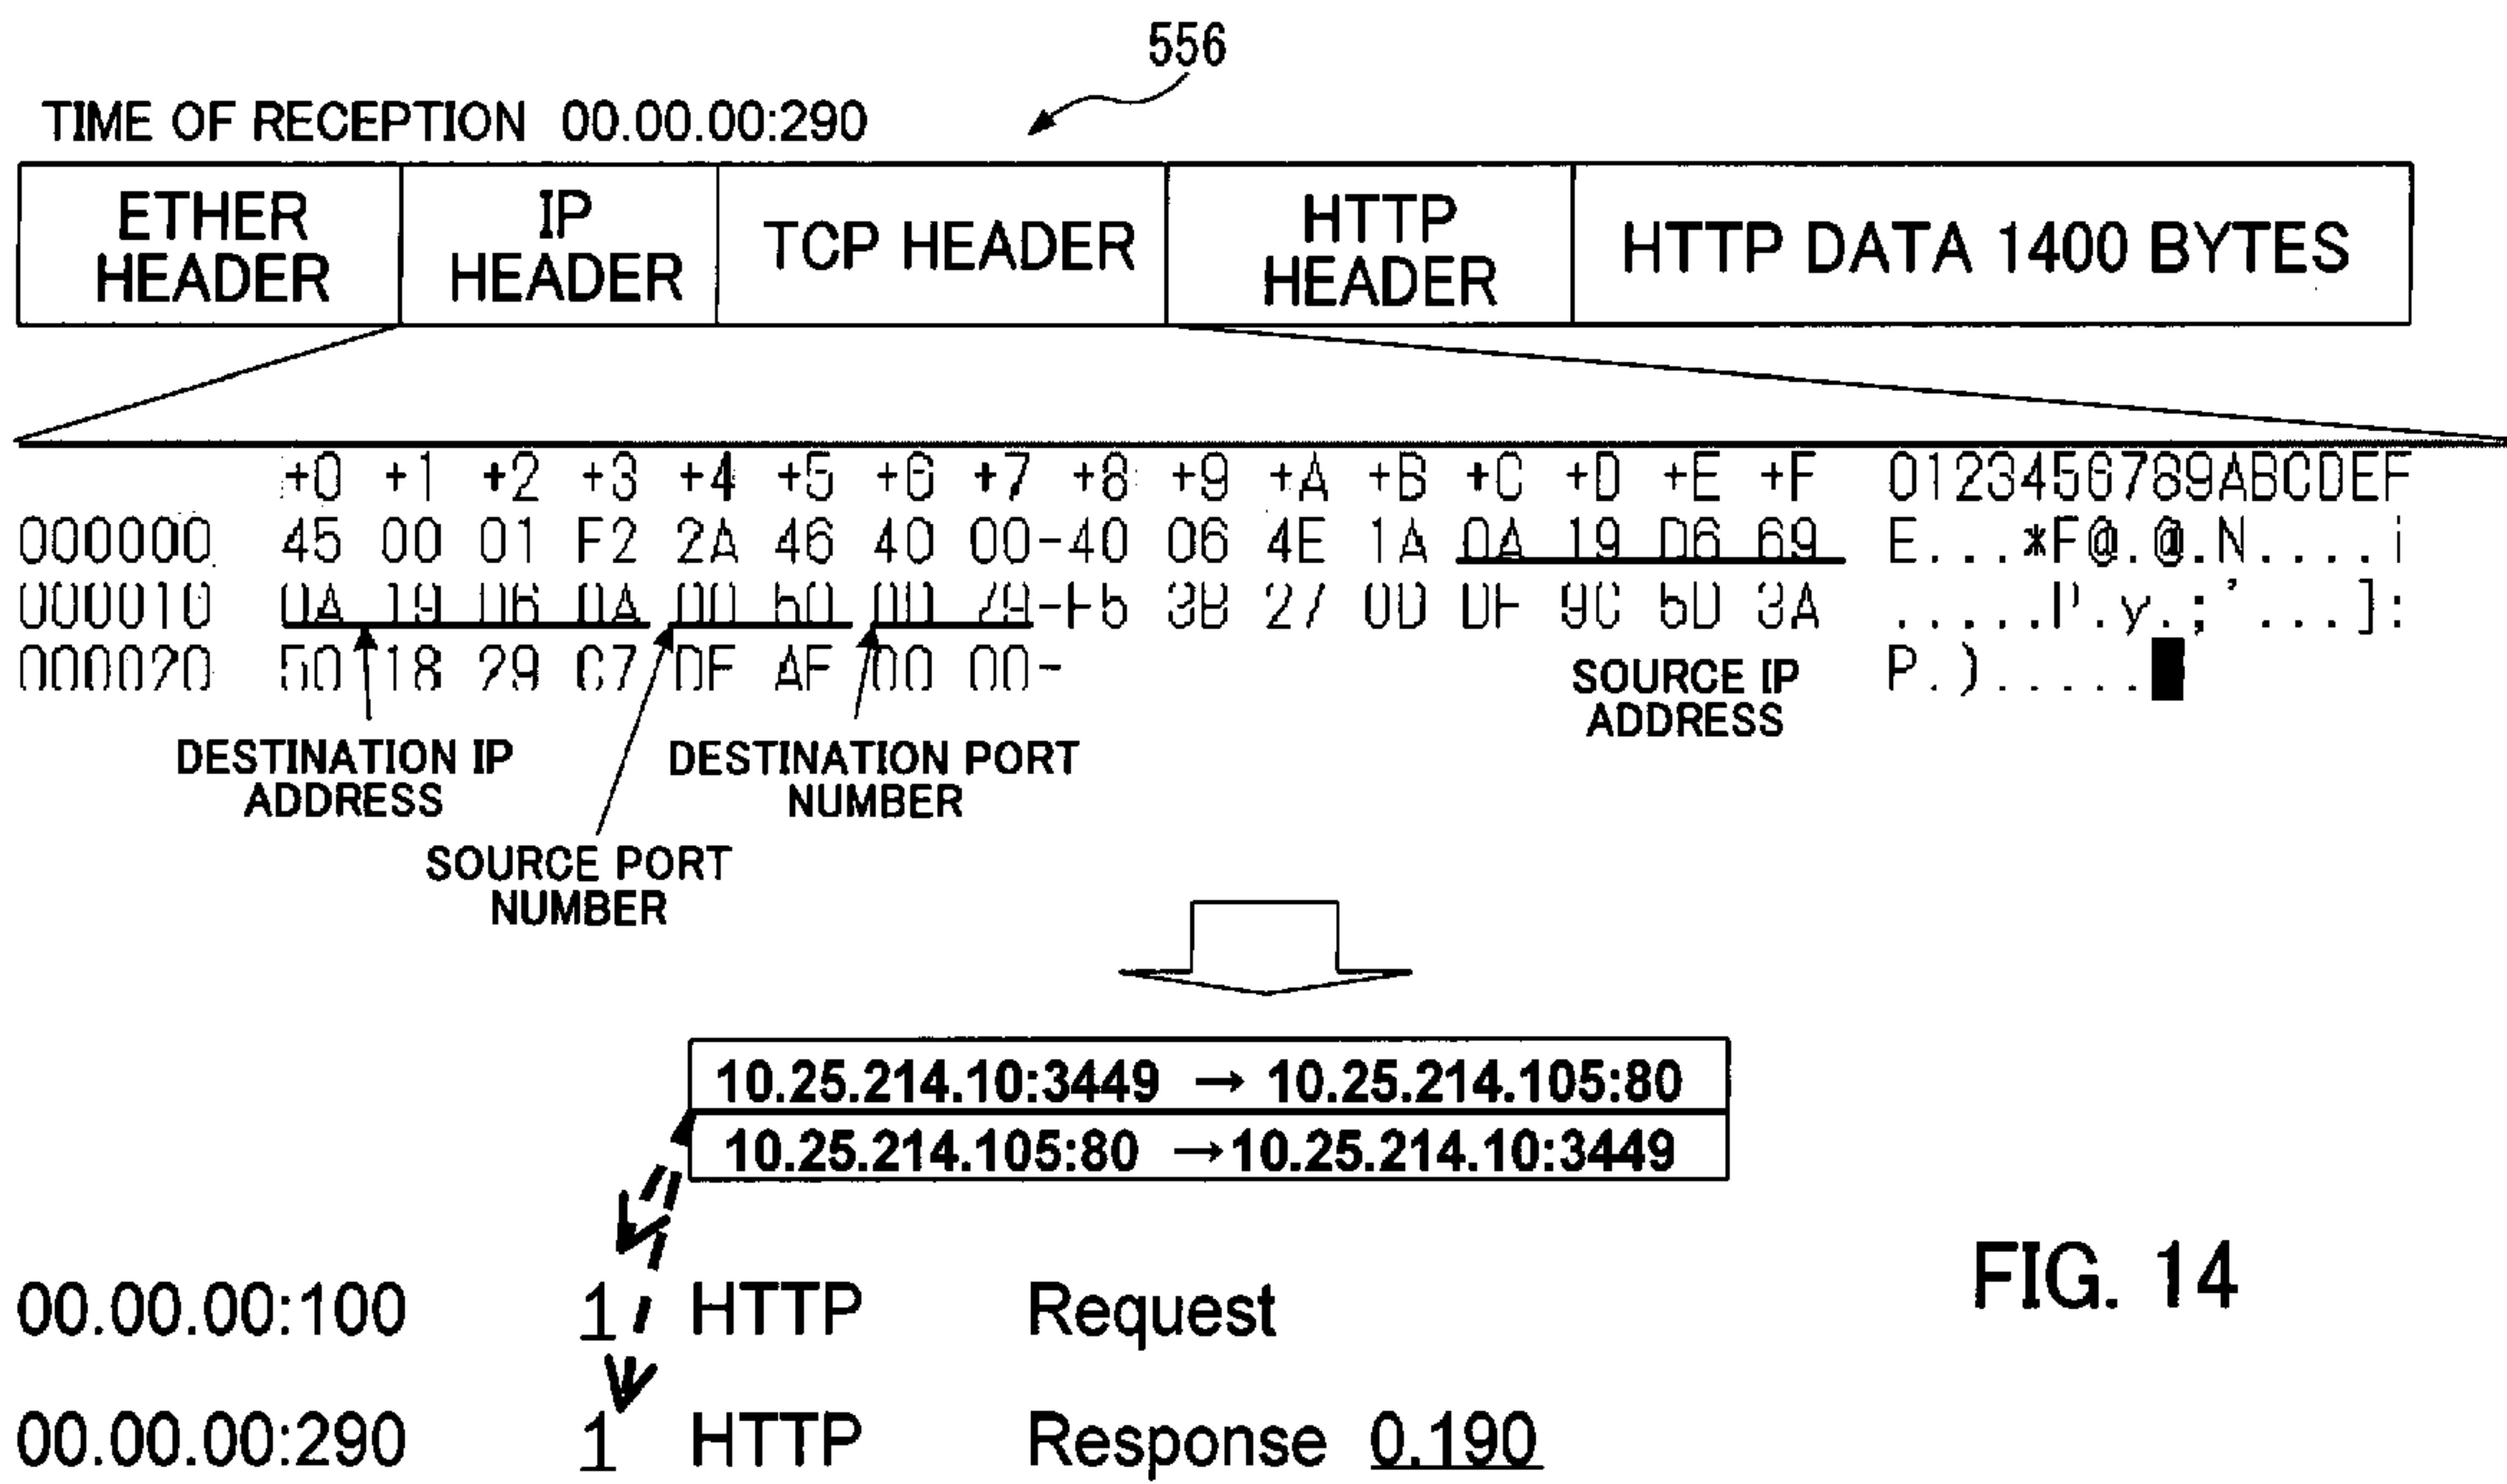 556
TIME OF RECEPTION 00.00.00:290
ETHER HEADER
IP HEADER
TCP HEADER
HTTP HEADER
HTTP DATA 1400 BYTES
+0 +1 +2 +3 +4 +5 +6 +7 +8 +9 +A +B +C +D +E +F 0123456789ABCDEF
000000 45 00 01 F2 2A 46 40 00-40 06 4E 1A 0A 19 D6 69 E...*F@.@.N....i
000010 0A 19 D6 0A 00 50 0D 79-F5 3B 27 0D DF 9C 5D 3A .....P.y.;'...]:
000020 50 18 29 C7 DF AF 00 00- P.).....
SOURCE IP ADDRESS
DESTINATION IP ADDRESS
DESTINATION PORT NUMBER
SOURCE PORT NUMBER
10.25.214.10:3449 → 10.25.214.105:80
10.25.214.105:80 →10.25.214.10:3449
00.00.00:100 1 HTTP Request
FIG. 14
00.00.00:290 1 HTTP Response 0.190